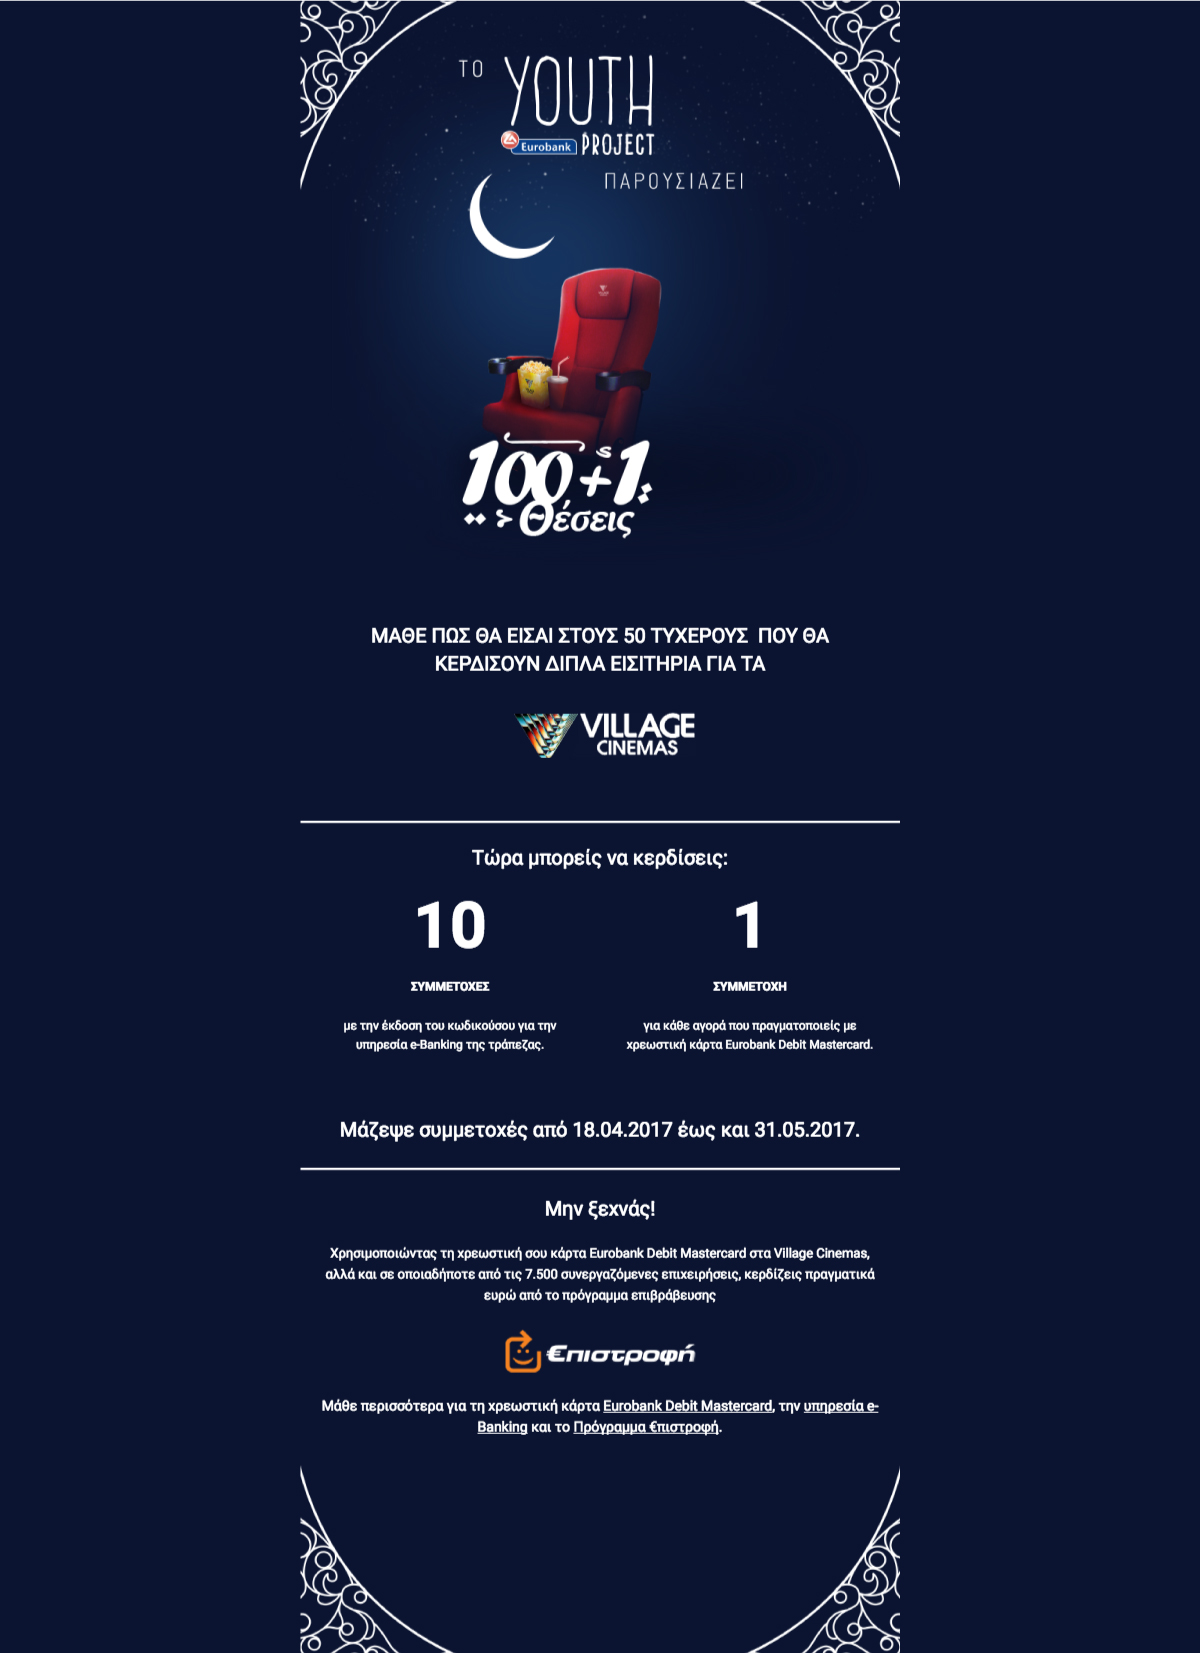 ΤΟ YOUTH
Eurobank PROJECT
ΠΑΡΟΥΣΙΑΖΕΙ
100+1
Θέσεις
ΜΑΘΕ ΠΩΣ ΘΑ ΕΙΣΑΙ ΣΤΟΥΣ 50 ΤΥΧΕΡΟΥΣ ΠΟΥ ΘΑ
ΚΕΡΔΙΣΟΥΝ ΔΙΠΛΑ ΕΙΣΙΤΗΡΙΑ ΓΙΑ ΤΑ
VILLAGE
CINEMAS
Τώρα μπορείς να κερδίσεις:
10
ΣΥΜΜΕΤΟΧΕΣ
με την έκδοση του κωδικούσου για την
υπηρεσία e-Banking της τράπεζας.
1
ΣΥΜΜΕΤΟΧΗ
για κάθε αγορά που πραγματοποιείς με
χρεωστική κάρτα Eurobank Debit Mastercard.
Μάζεψε συμμετοχές από 18.04.2017 έως και 31.05.2017.
Μην ξεχνάς!
Χρησιμοποιώντας τη χρεωστική σου κάρτα Eurobank Debit Mastercard στα Village Cinemas,
αλλά και σε οποιαδήποτε από τις 7.500 συνεργαζόμενες επιχειρήσεις, κερδίζεις πραγματικά
ευρώ από το πρόγραμμα επιβράβευσης
€πιστροφή
Μάθε περισσότερα για τη χρεωστική κάρτα Eurobank Debit Mastercard, την υπηρεσία e-
Banking και το Πρόγραμμα €πιστροφή.